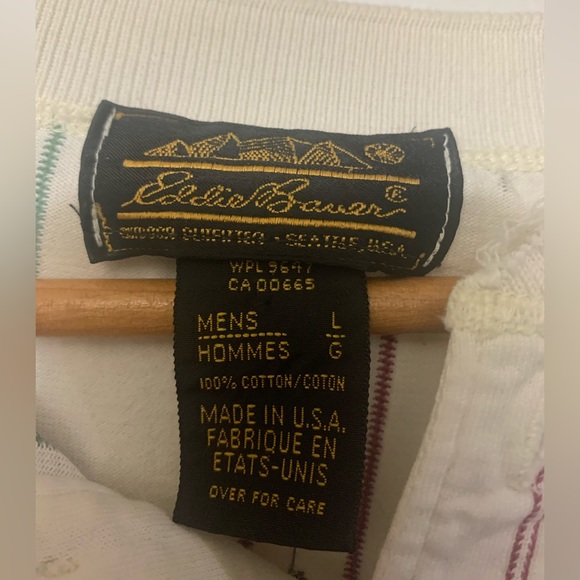 Eddie Bauer ®
OUTDOOR OUTFITTER • SEATTLE, U.S.A.
WPL 9647
CA 00665
MENS L
HOMMES G
100% COTTON/COTON
MADE IN U.S.A.
FABRIQUE EN
ETATS-UNIS
OVER FOR CARE